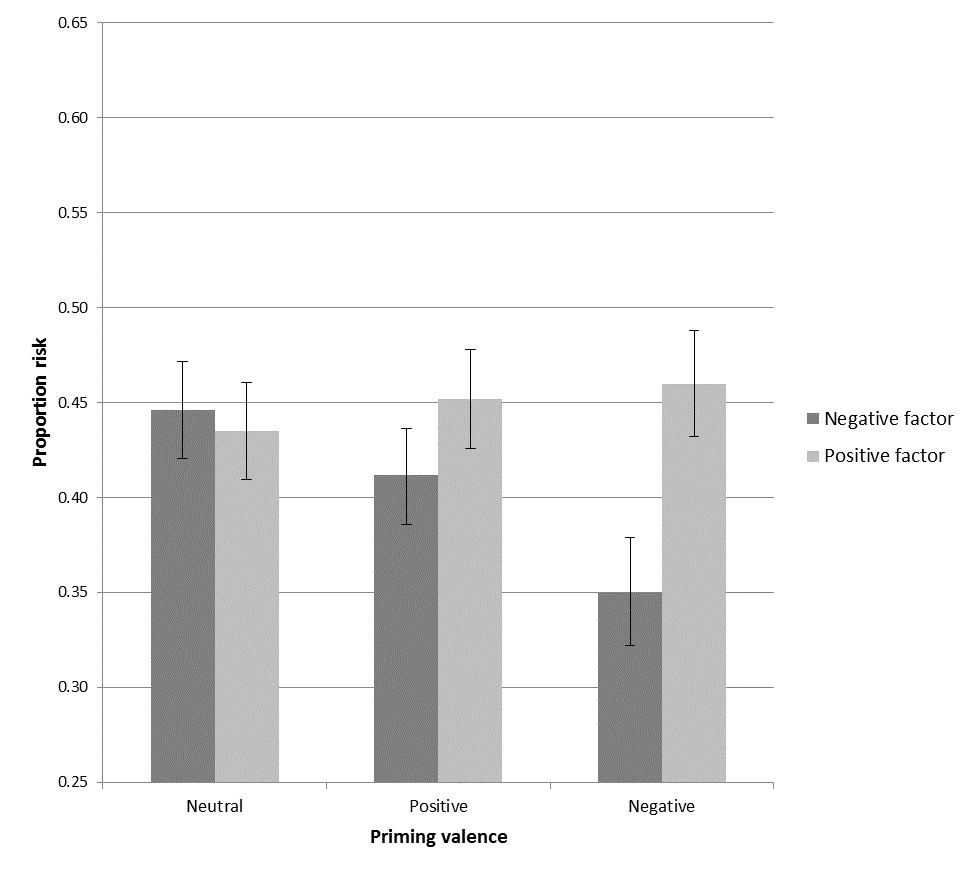 0.65
0.60
0.55
0.50
0.45
0.40
0.35
0.30
0.25
Proportion risk
Neutral
Positive
Negative
Priming valence
Negative factor
Positive factor